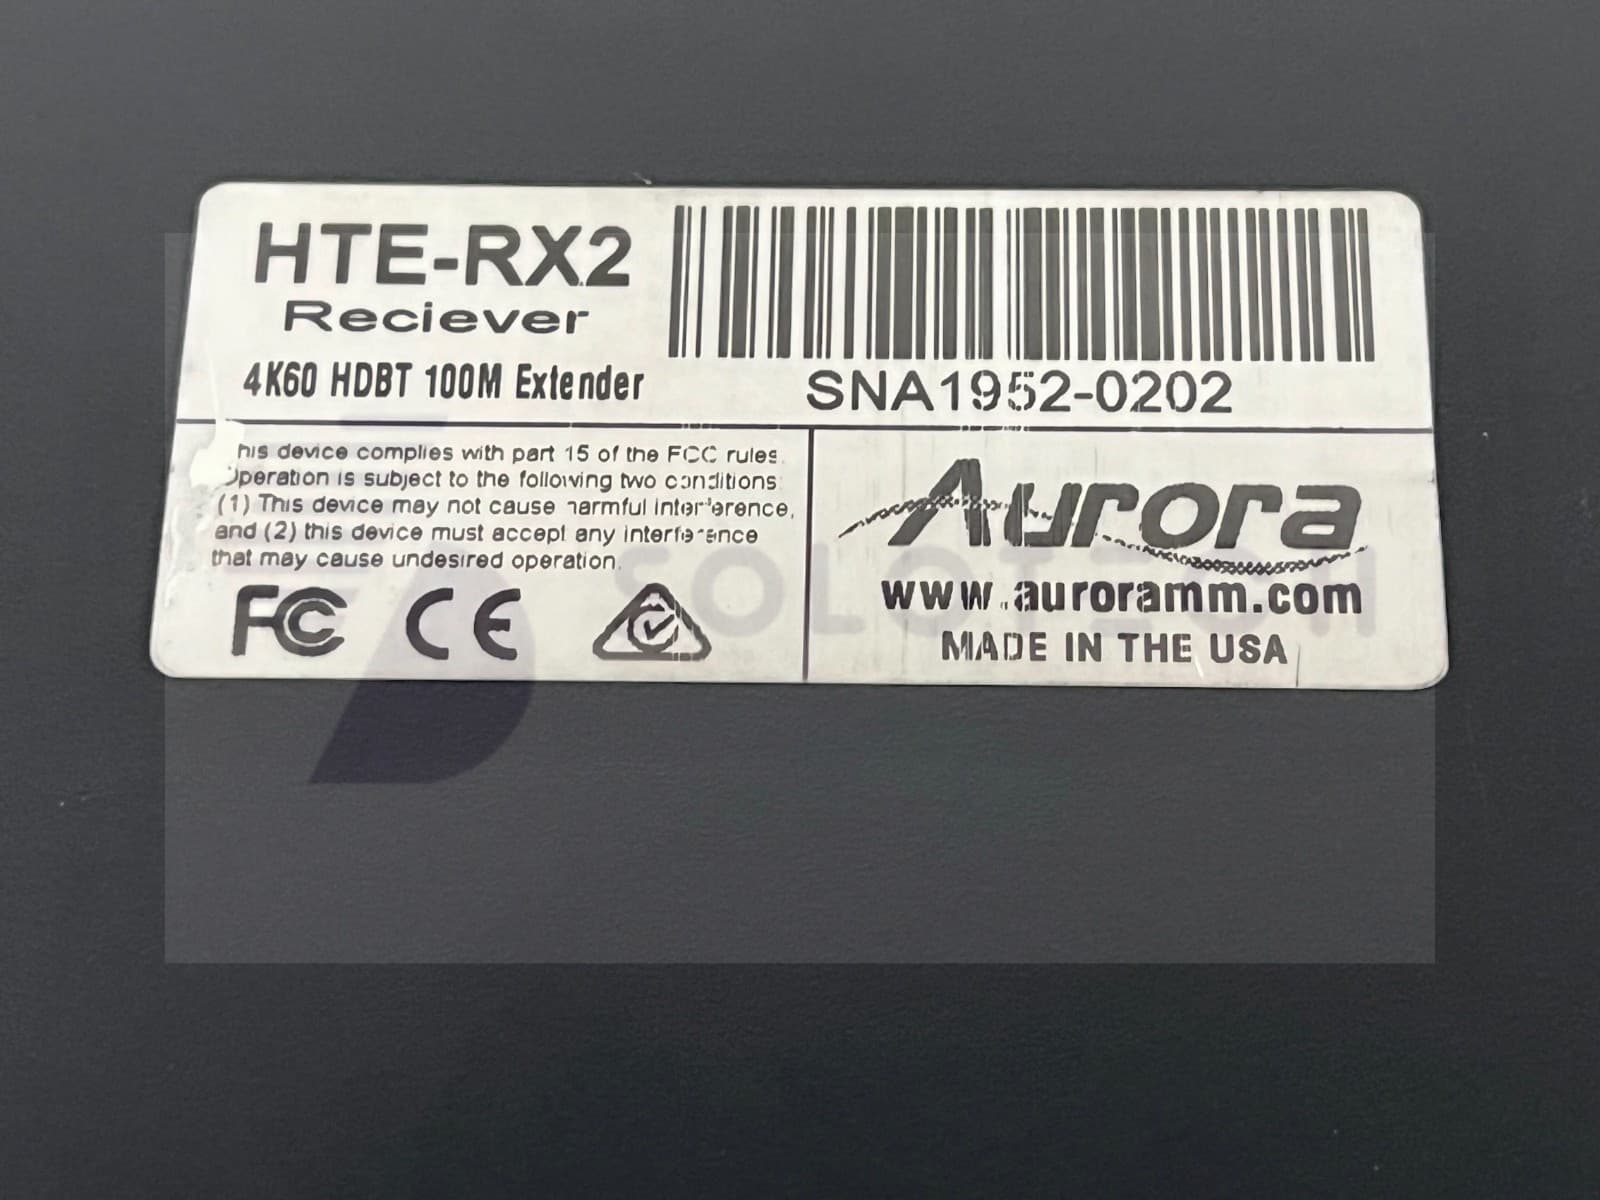 HTE-RX2
Reciever
4K60 HDBT 100M Extender
SNA1952-0202
his device complies with part 15 of the FCC rules.
Operation is subject to the following two conditions:
(1) This device may not cause harmful interference,
and (2) this device must accept any interference
that may cause undesired operation.
FC CE
Aurora
www.auroramm.com
MADE IN THE USA
SOLOTECH